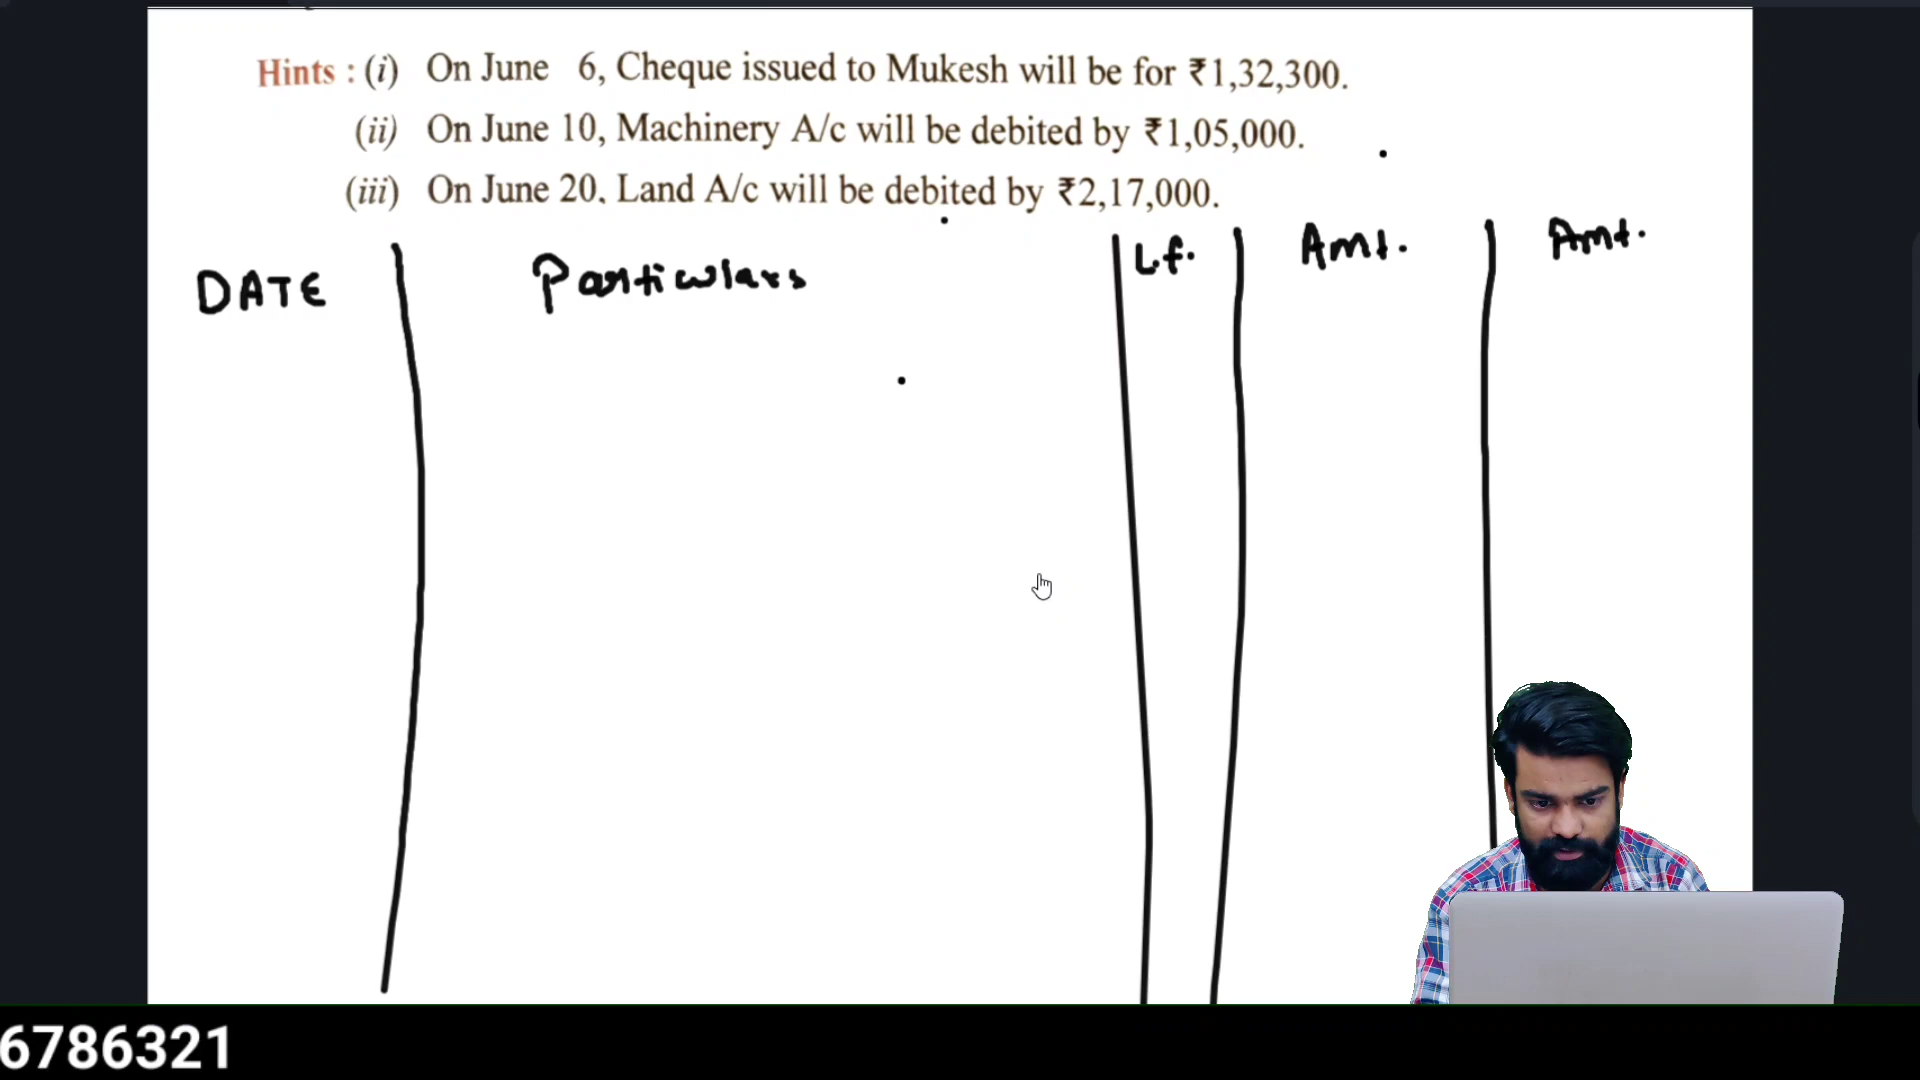 Hints : (i) On June 6, Cheque issued to Mukesh will be for ₹1,32,300.
(ii) On June 10, Machinery A/c will be debited by ₹1,05,000.
(iii) On June 20, Land A/c will be debited by ₹2,17,000.
DATE Particulars L.f. Amt. Amt.
6786321